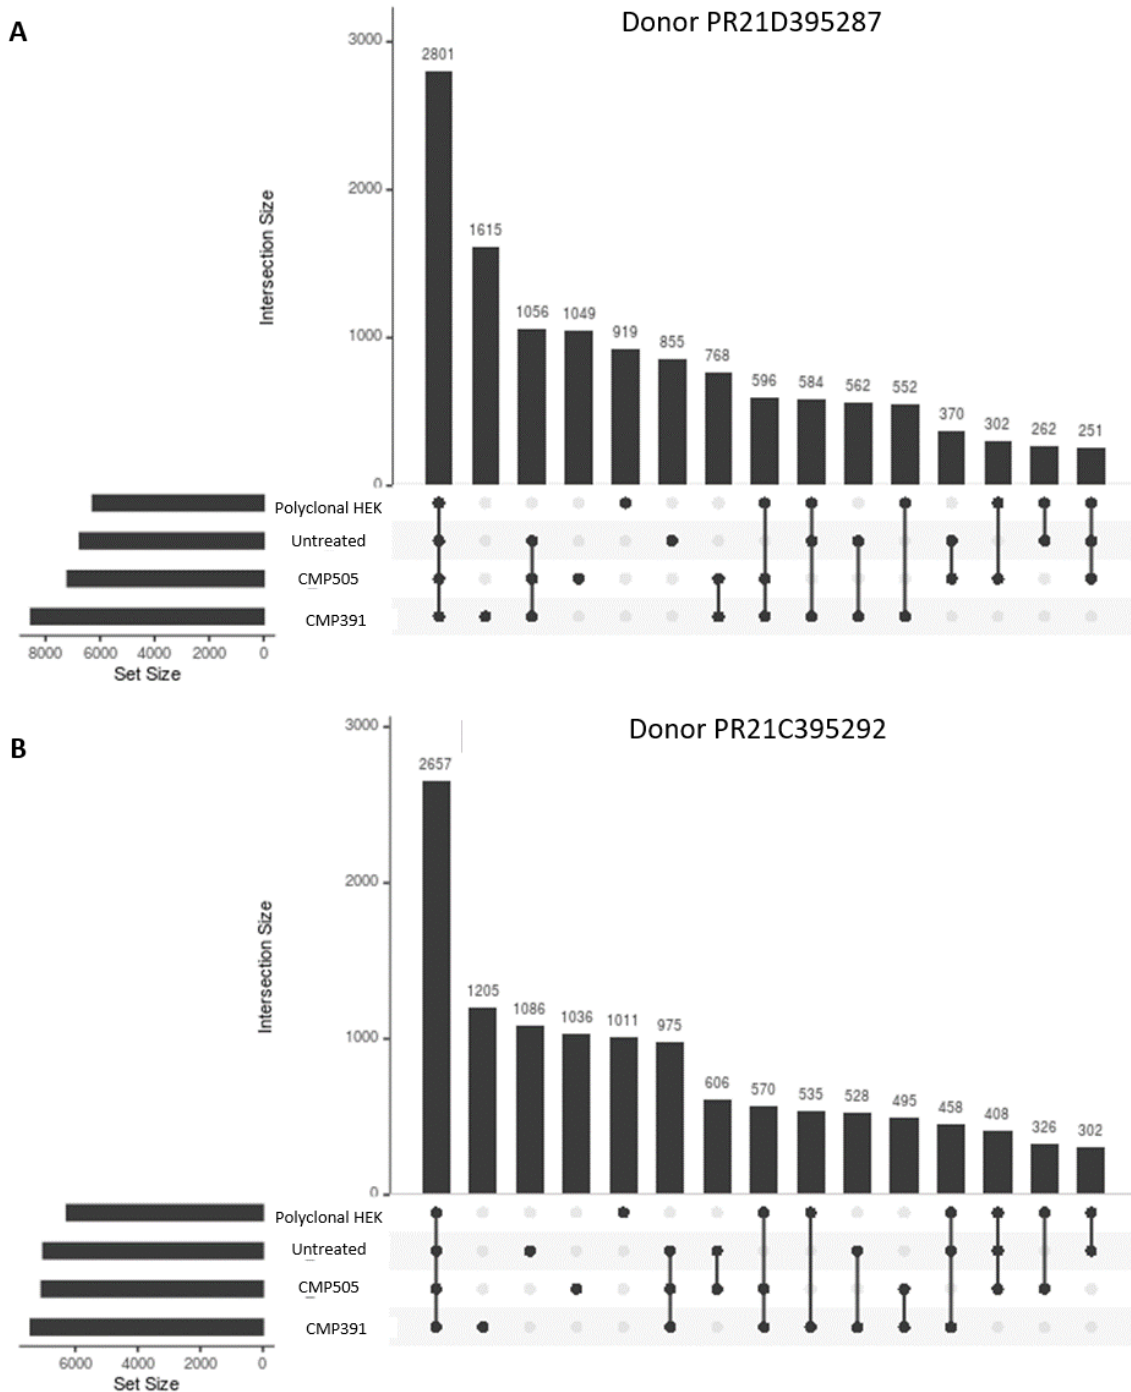 A
Donor PR21D395287
3000
2801
2000
1615
1056 1049
1000
919
855
768
596 584 562 552
370 302 262 251
0
Intersection Size
Polyclonal HEK
Untreated
CMP505
CMP391
8000 6000 4000 2000 0
Set Size
B
Donor PR21C395292
3000
2657
2000
1205
1086 1036 1011 975
1000
606 570 535 528 495 458 408 326 302
0
Intersection Size
Polyclonal HEK
Untreated
CMP505
CMP391
6000 4000 2000 0
Set Size